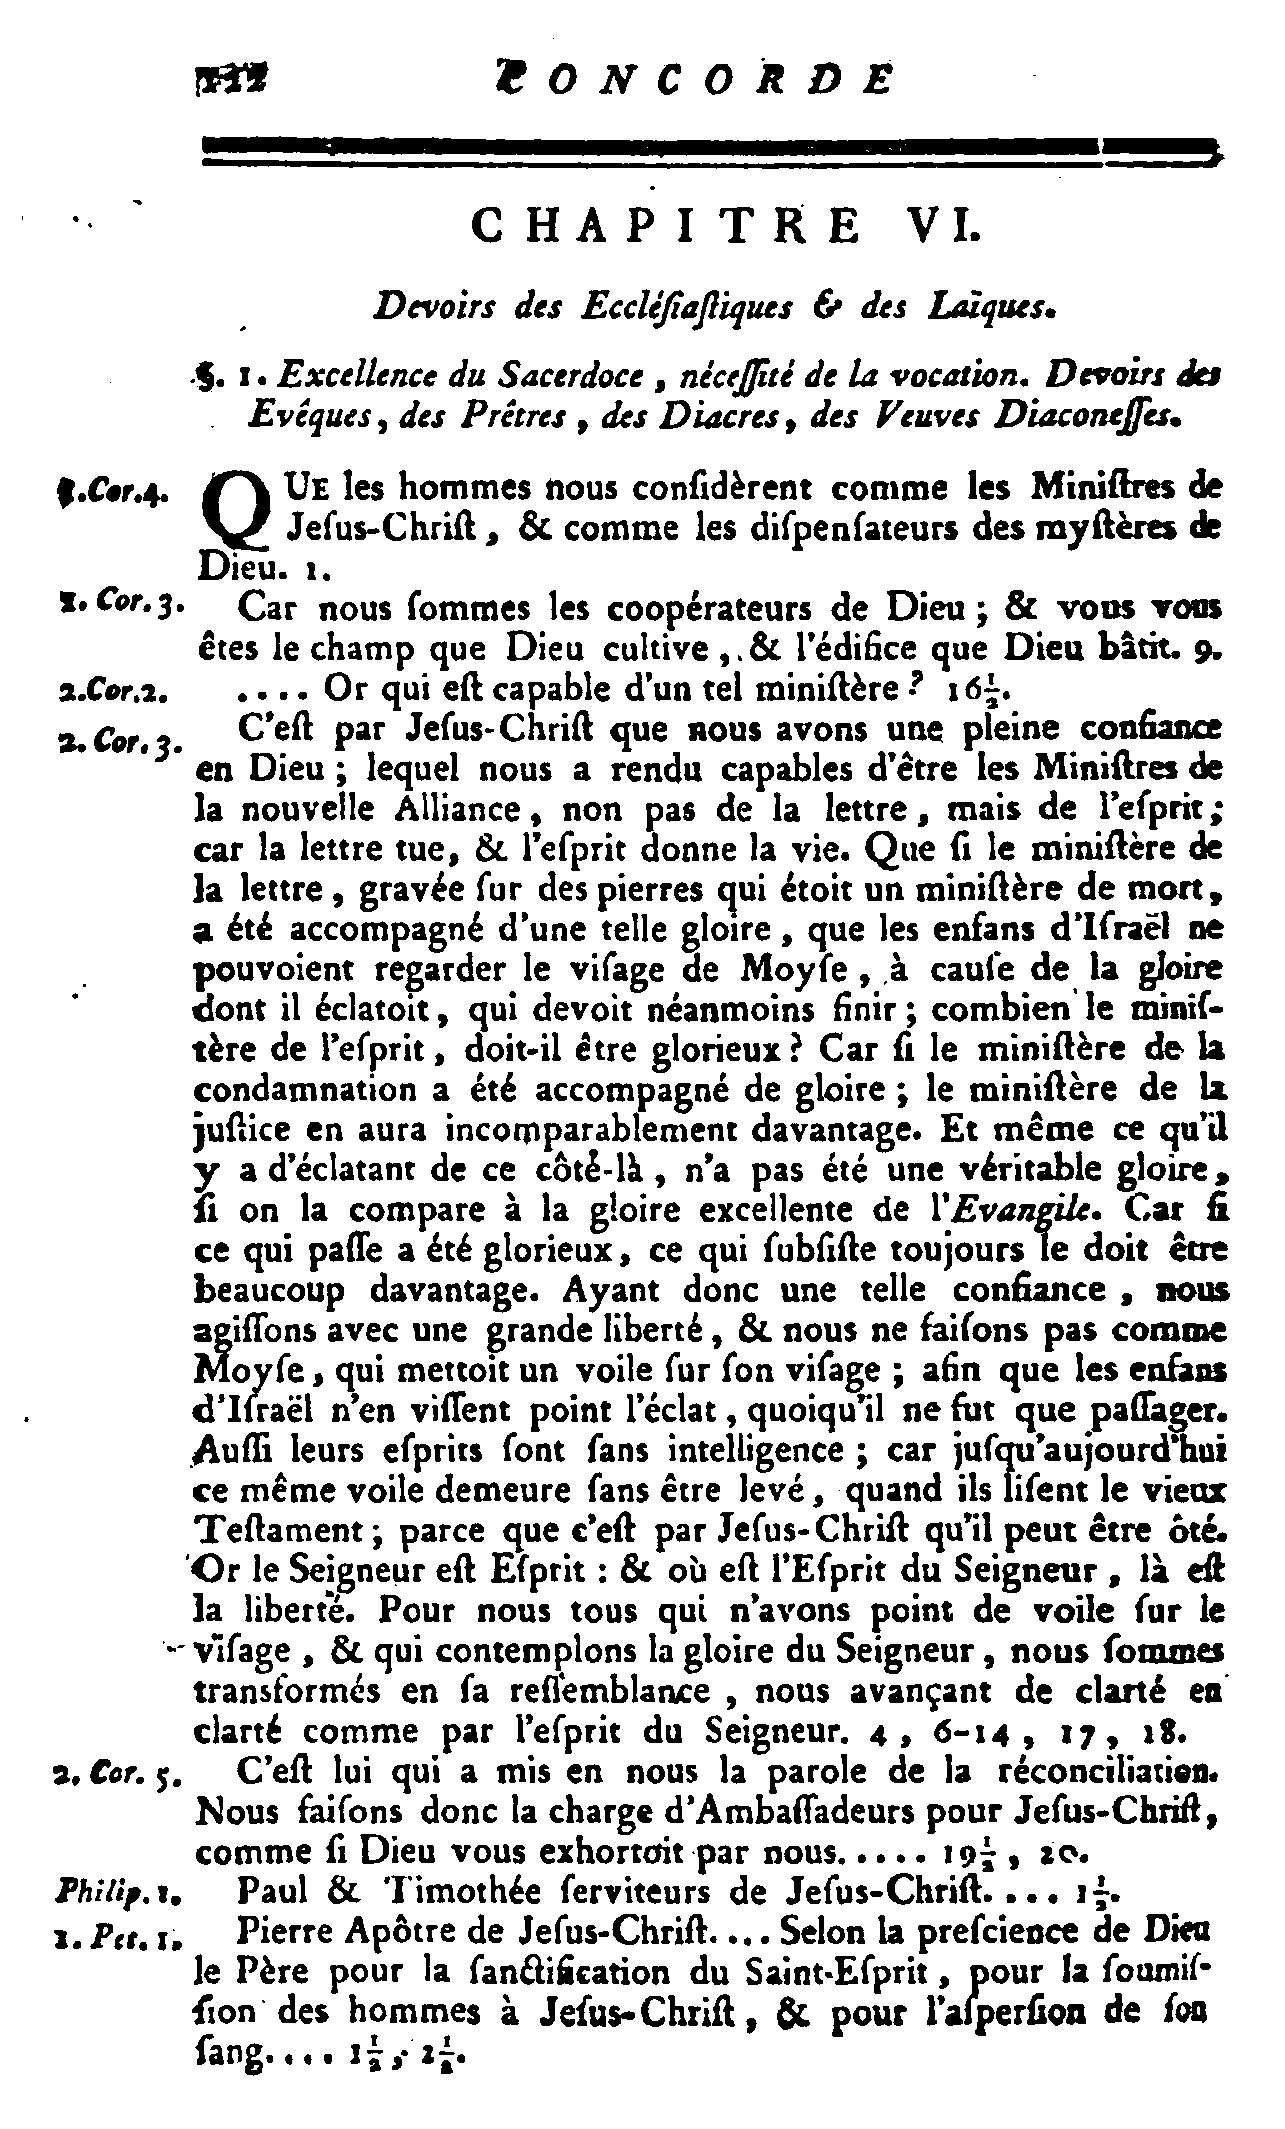 CONCORDE
CHAPITRE VI.
Devoirs des Eccléſiaſtiques & des Laïques.
§. 1. Excellence du Sacerdoce, néceſſité de la vocation. Devoirs des
Evêques, des Prêtres, des Diacres, des Veuves Diaconeſſes.
1.Cor.4. QUE les hommes nous conſidèrent comme les Miniſtres de
Jeſus-Chriſt, & comme les diſpenſateurs des myſtères de
Dieu. 1.
1. Cor. 3. Car nous ſommes les coopérateurs de Dieu; & vous vous
êtes le champ que Dieu cultive, & l'édifice que Dieu bâtit. 9.
2.Cor.2. .... Or qui eſt capable d'un tel miniſtère? 16½.
2. Cor. 3. C'eſt par Jeſus-Chriſt que nous avons une pleine confiance
en Dieu; lequel nous a rendu capables d'être les Miniſtres de
la nouvelle Alliance, non pas de la lettre, mais de l'eſprit;
car la lettre tue, & l'eſprit donne la vie. Que ſi le miniſtère de
la lettre, gravée ſur des pierres qui étoit un miniſtère de mort,
a été accompagné d'une telle gloire, que les enfans d'Iſraël ne
pouvoient regarder le viſage de Moyſe, à cauſe de la gloire
dont il éclatoit, qui devoit néanmoins finir; combien le miniſ-
tère de l'eſprit, doit-il être glorieux? Car ſi le miniſtère de la
condamnation a été accompagné de gloire; le miniſtère de la
juſtice en aura incomparablement davantage. Et même ce qu'il
y a d'éclatant de ce côté-là, n'a pas été une véritable gloire,
ſi on la compare à la gloire excellente de l'Evangile. Car ſi
ce qui paſſe a été glorieux, ce qui ſubſiſte toujours le doit être
beaucoup davantage. Ayant donc une telle confiance, nous
agiſſons avec une grande liberté, & nous ne faiſons pas comme
Moyſe, qui mettoit un voile ſur ſon viſage; afin que les enfans
d'Iſraël n'en viſſent point l'éclat, quoiqu'il ne fut que paſſager.
Auſſi leurs eſprits ſont ſans intelligence; car juſqu'aujourd'hui
ce même voile demeure ſans être levé, quand ils liſent le vieux
Teſtament; parce que c'eſt par Jeſus-Chriſt qu'il peut être ôté.
Or le Seigneur eſt Eſprit: & où eſt l'Eſprit du Seigneur, là eſt
la liberté. Pour nous tous qui n'avons point de voile ſur le
viſage, & qui contemplons la gloire du Seigneur, nous ſommes
transformés en ſa reſſemblance, nous avançant de clarté en
clarté comme par l'eſprit du Seigneur. 4, 6-14, 17, 18.
2. Cor. 5. C'eſt lui qui a mis en nous la parole de la réconciliation.
Nous faiſons donc la charge d'Ambaſſadeurs pour Jeſus-Chriſt,
comme ſi Dieu vous exhortoit par nous..... 19½, 20.
Philip. 1. Paul & Timothée ſerviteurs de Jeſus-Chriſt.... 1½.
1. Pet. 1. Pierre Apôtre de Jeſus-Chriſt.... Selon la preſcience de Dieu
le Père pour la ſanctification du Saint-Eſprit, pour la ſoumiſ-
ſion des hommes à Jeſus-Chriſt, & pour l'aſperſion de ſon
ſang.... 1½, 2½.